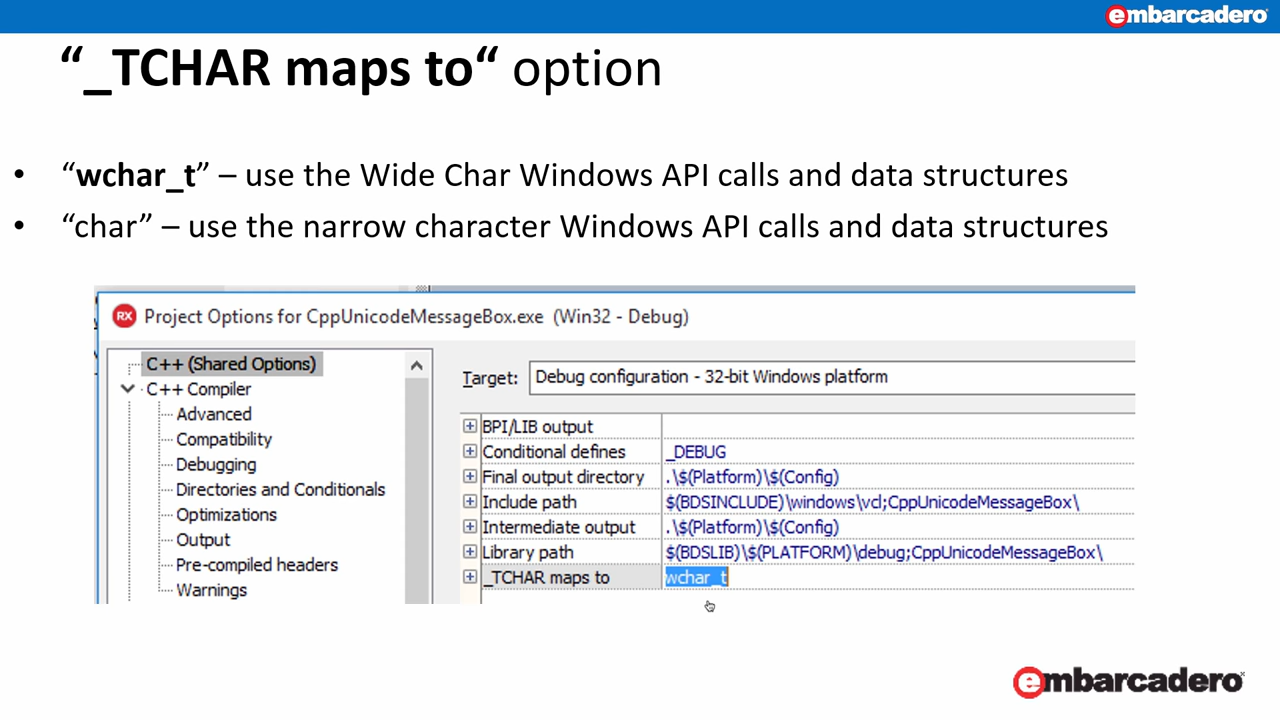 embarcadero
“_TCHAR maps to“ option
• “wchar_t” – use the Wide Char Windows API calls and data structures
• “char” – use the narrow character Windows API calls and data structures
RX Project Options for CppUnicodeMessageBox.exe (Win32 - Debug)
C++ (Shared Options)
C++ Compiler
Advanced
Compatibility
Debugging
Directories and Conditionals
Optimizations
Output
Pre-compiled headers
Warnings
Target: Debug configuration - 32-bit Windows platform
BPI/LIB output
Conditional defines _DEBUG
Final output directory .\$(Platform)\$(Config)
Include path $(BDSINCLUDE)\windows\vcl;CppUnicodeMessageBox\
Intermediate output .\$(Platform)\$(Config)
Library path $(BDSLIB)\$(PLATFORM)\debug;CppUnicodeMessageBox\
_TCHAR maps to wchar_t
embarcadero